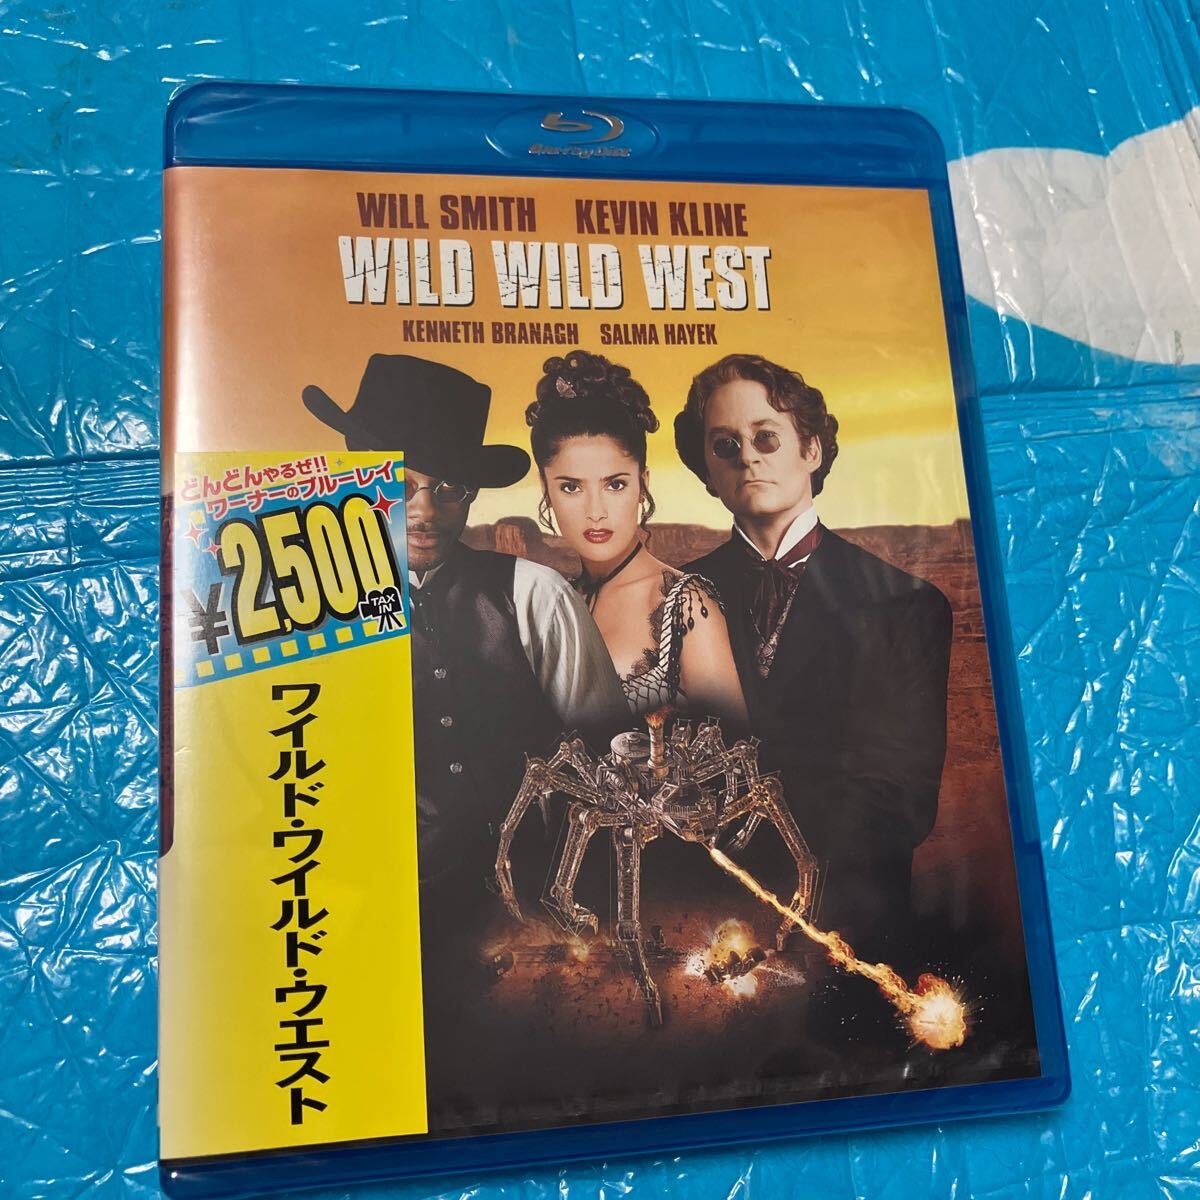 Blu-ray Disc
WILL SMITH KEVIN KLINE
WILD WILD WEST
KENNETH BRANAGH SALMA HAYEK
どんどんやるぜ!!
ワーナーのブルーレイ
¥2,500
TAX IN
ワイルド・ワイルド・ウエスト